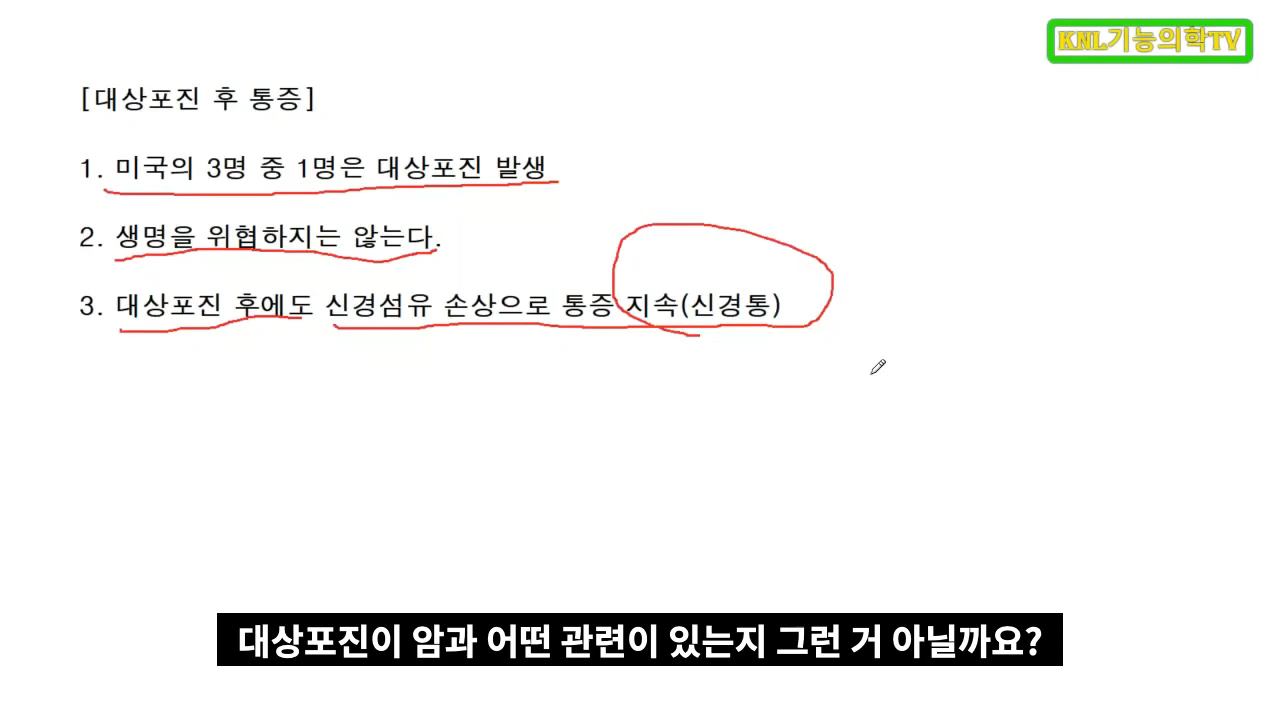 KNL기능의학TV
[대상포진 후 통증]
1. 미국의 3명 중 1명은 대상포진 발생
2. 생명을 위협하지는 않는다.
3. 대상포진 후에도 신경섬유 손상으로 통증 지속(신경통)
대상포진이 암과 어떤 관련이 있는지 그런 거 아닐까요?